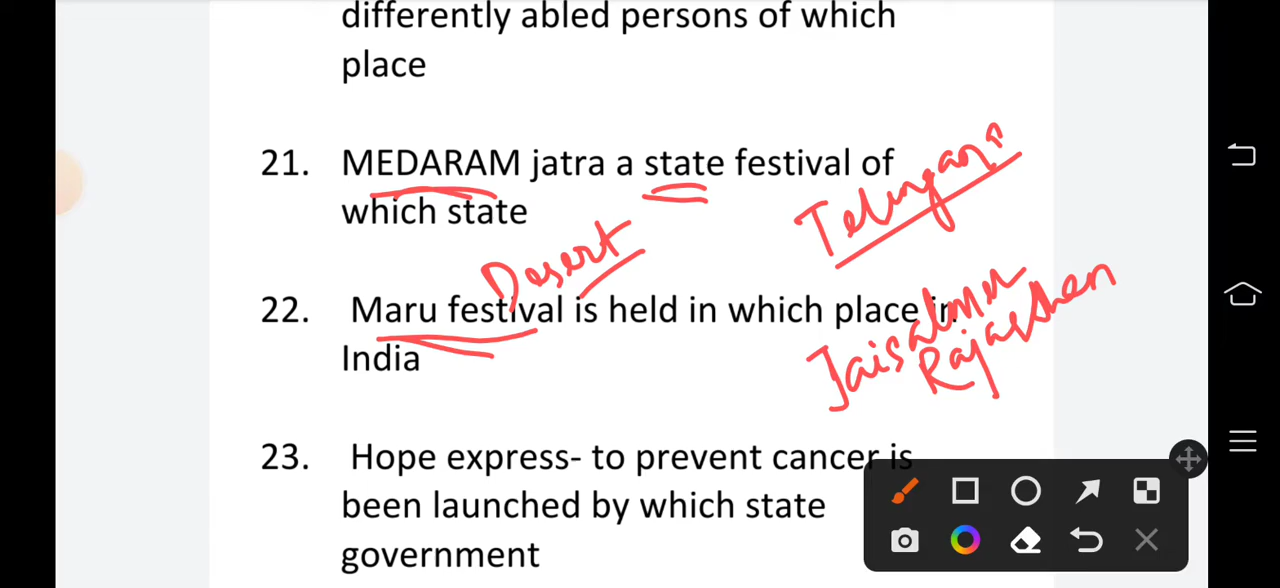 differently abled persons of which
place
21. MEDARAM jatra a state festival of
which state
Telungana
Desert
22. Maru festival is held in which place in
India
Jaisalmer
Rajasthan
23. Hope express- to prevent cancer is
been launched by which state
government